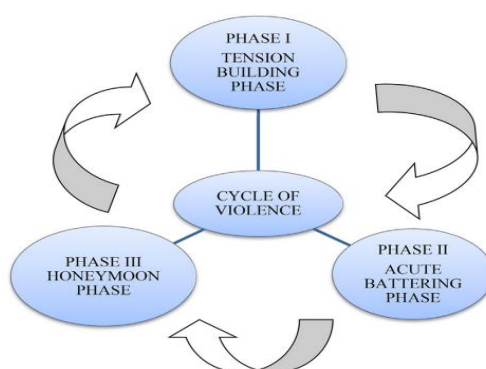 PHASE I
TENSION
BUILDING
PHASE
CYCLE OF
VIOLENCE
PHASE III
HONEYMOON
PHASE
PHASE II
ACUTE
BATTERING
PHASE